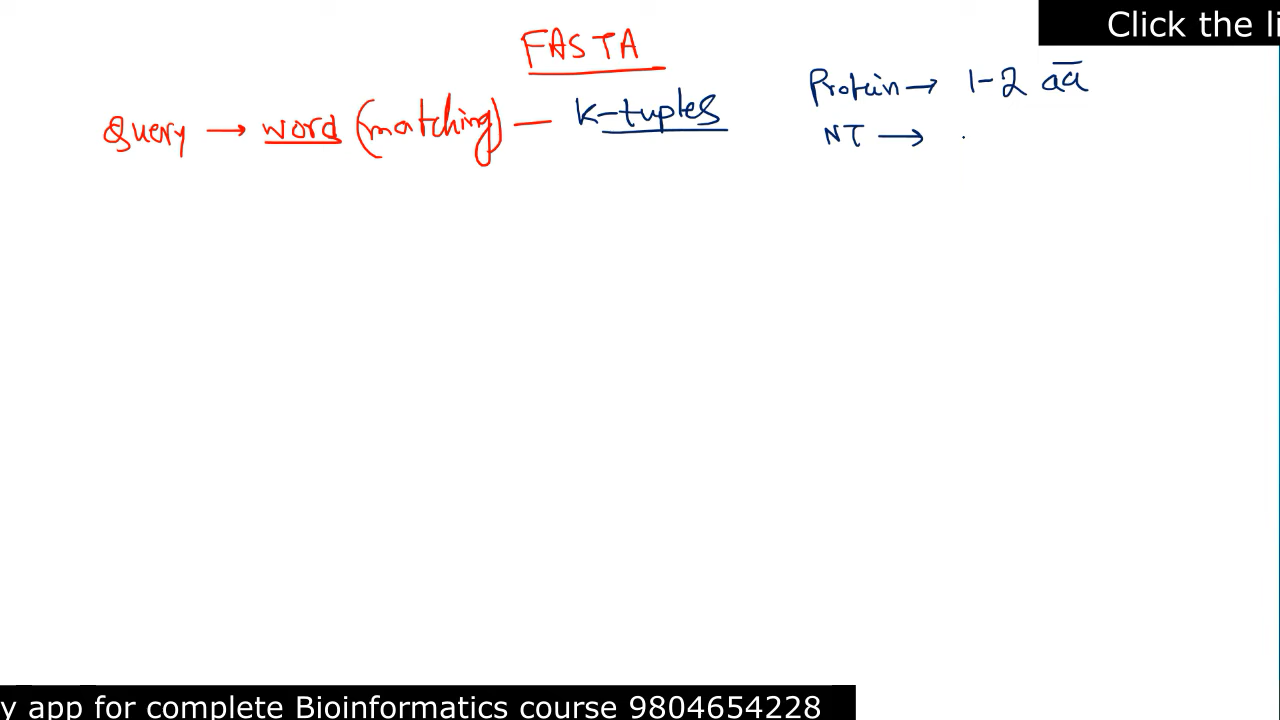 Click the li
FASTA
Query → word (matching) — k-tuples
Protein → 1-2 aa
NT →
y app for complete Bioinformatics course 9804654228